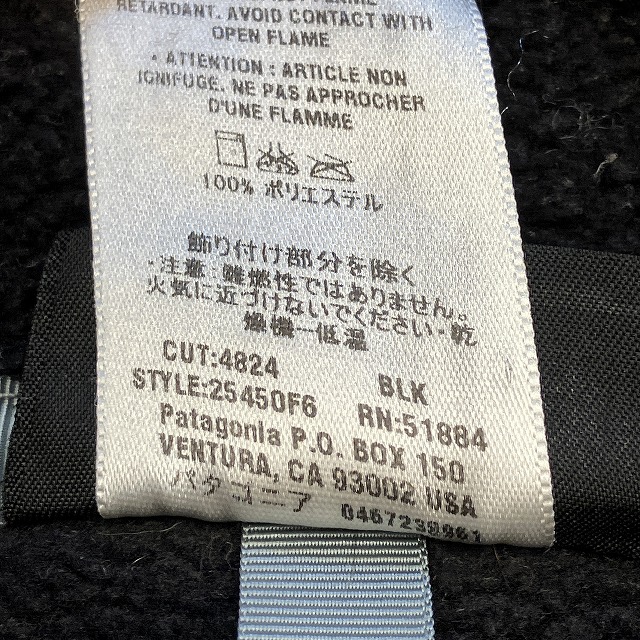 RETARDANT. AVOID CONTACT WITH
OPEN FLAME
• ATTENTION : ARTICLE NON
IGNIFUGE. NE PAS APPROCHER
D'UNE FLAMME
100% ポリエステル
飾り付け部分を除く
・注意：難燃性ではありません。
火気に近づけないでください・乾
燥機一低温
CUT:4824
STYLE:25450F6 BLK
RN:51884
Patagonia P.O. BOX 150
VENTURA, CA 93002 USA
パタゴニア